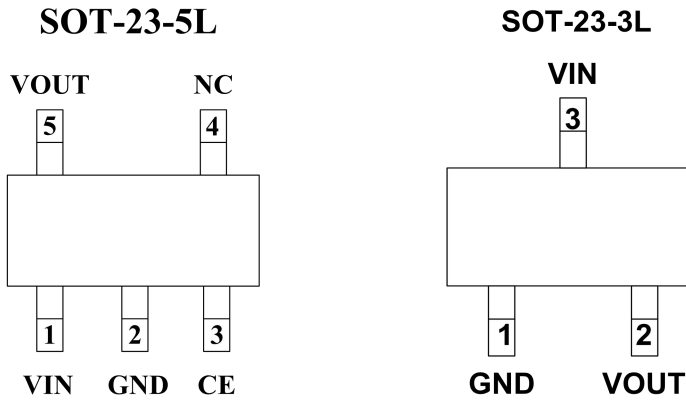 SOT-23-5L
VOUT NC
5 4
1 2 3
VIN GND CE
SOT-23-3L
VIN
3
1 2
GND VOUT